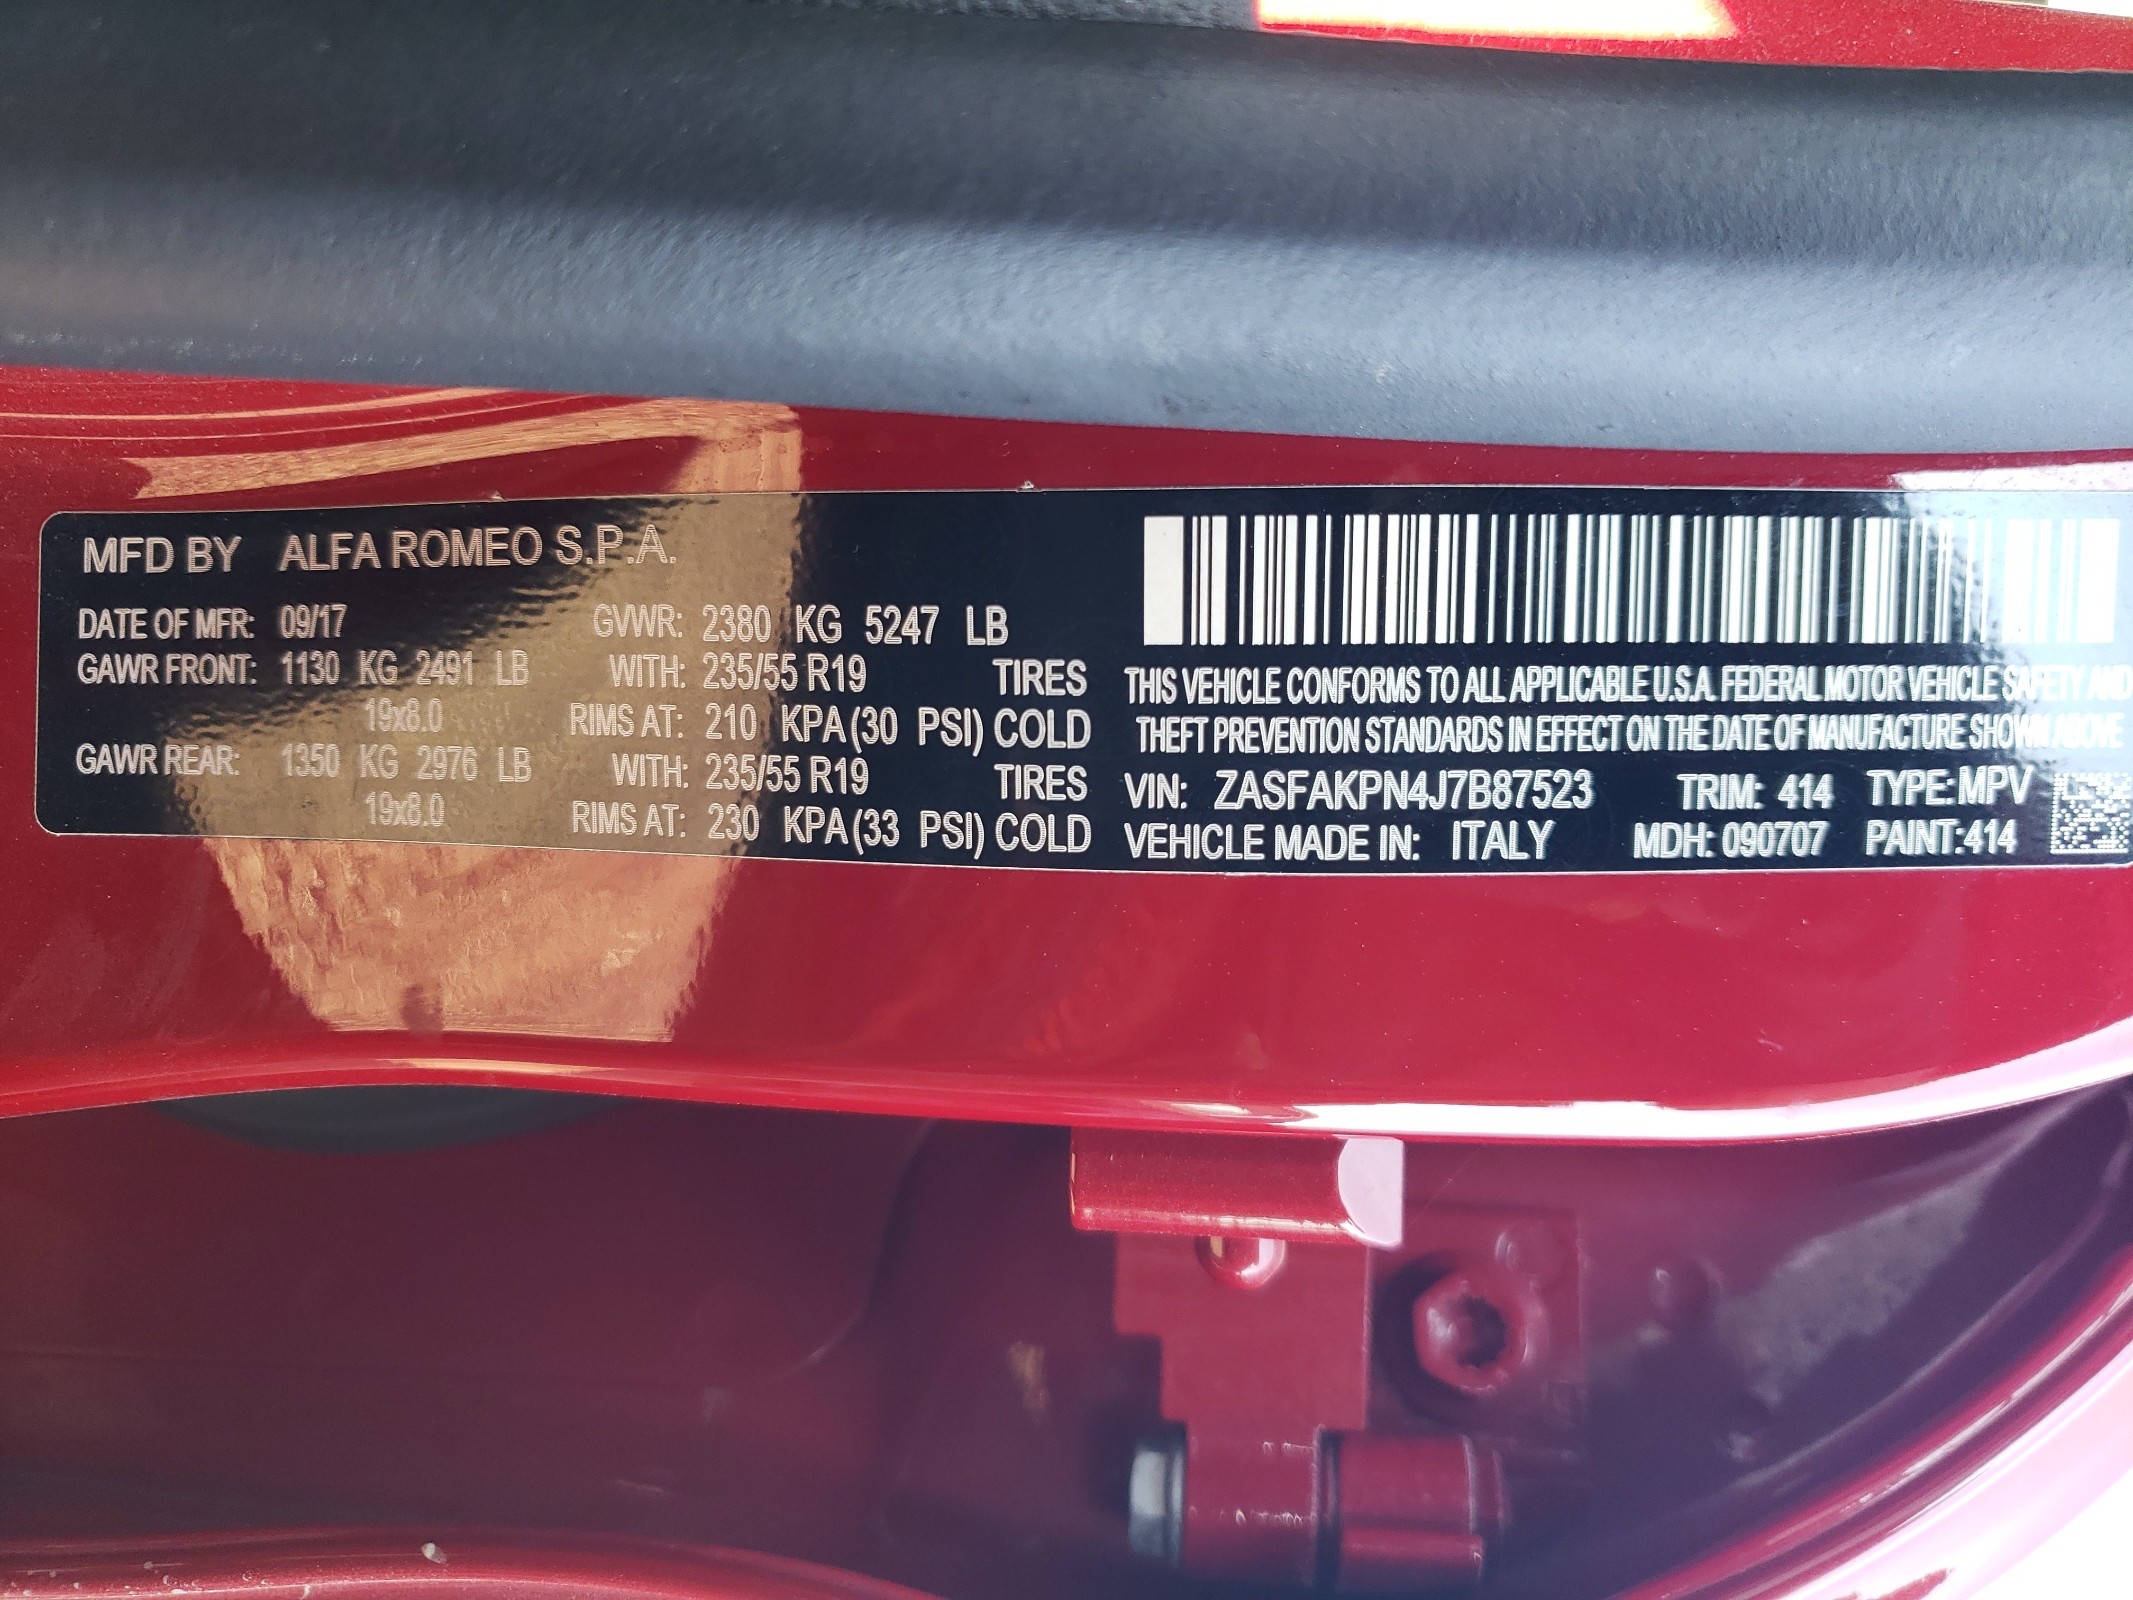 MFD BY ALFA ROMEO S.P.A.
DATE OF MFR: 09/17 GVWR: 2380 KG 5247 LB
GAWR FRONT: 1130 KG 2491 LB WITH: 235/55 R19 TIRES
19x8.0 RIMS AT: 210 KPA (30 PSI) COLD
GAWR REAR: 1350 KG 2976 LB WITH: 235/55 R19 TIRES
19x8.0 RIMS AT: 230 KPA (33 PSI) COLD
THIS VEHICLE CONFORMS TO ALL APPLICABLE U.S.A. FEDERAL MOTOR VEHICLE SAFETY AND
THEFT PREVENTION STANDARDS IN EFFECT ON THE DATE OF MANUFACTURE SHOWN ABOVE
VIN: ZASFAKPN4J7B87523 TRIM: 414 TYPE: MPV
VEHICLE MADE IN: ITALY MDH: 090707 PAINT:414